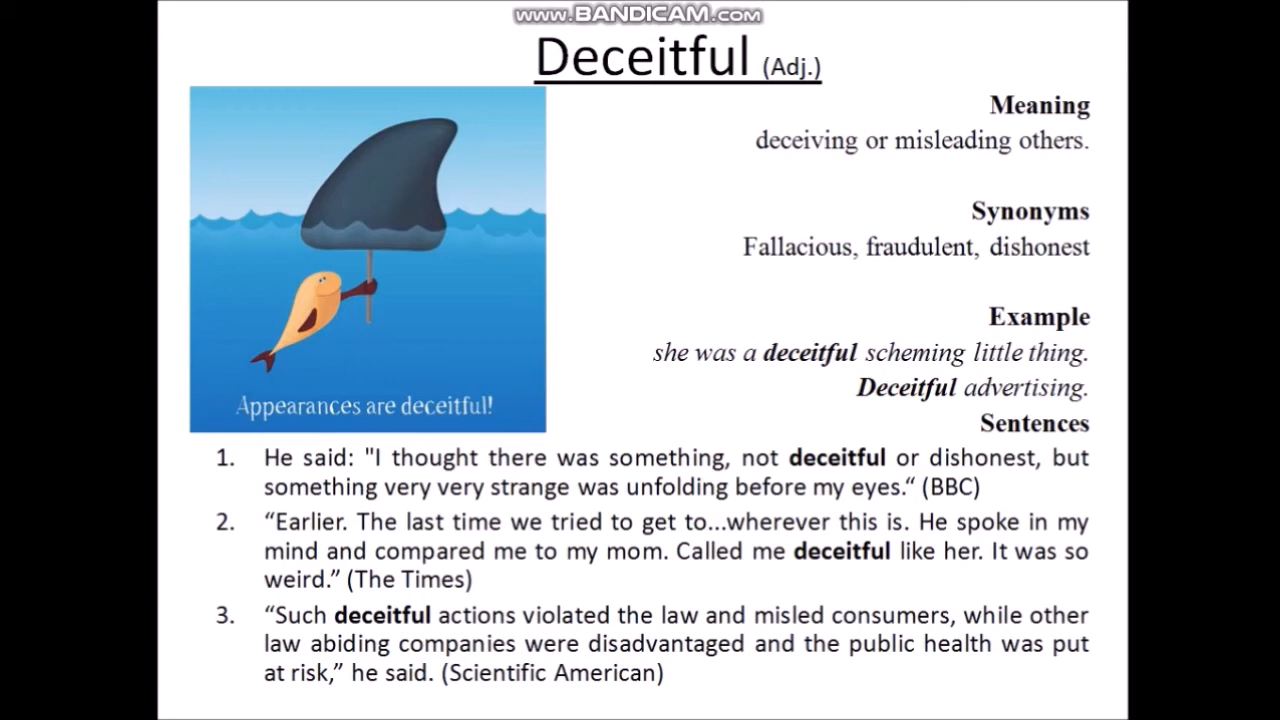 www.BANDICAM.com
Deceitful (Adj.)
Meaning
deceiving or misleading others.
Synonyms
Fallacious, fraudulent, dishonest
Example
she was a deceitful scheming little thing.
Deceitful advertising.
Appearances are deceitful!
Sentences
1. He said: "I thought there was something, not deceitful or dishonest, but
something very very strange was unfolding before my eyes.“ (BBC)
2. “Earlier. The last time we tried to get to...wherever this is. He spoke in my
mind and compared me to my mom. Called me deceitful like her. It was so
weird.” (The Times)
3. “Such deceitful actions violated the law and misled consumers, while other
law abiding companies were disadvantaged and the public health was put
at risk,” he said. (Scientific American)